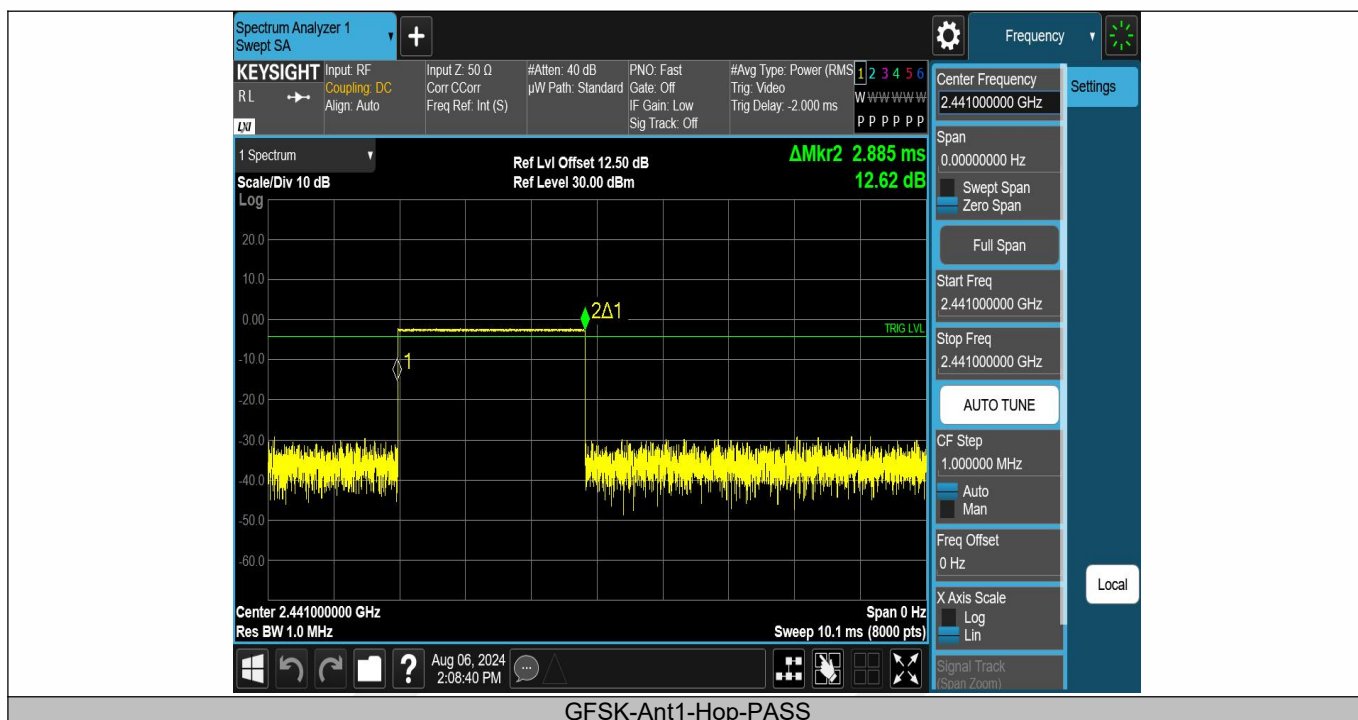 Spectrum Analyzer 1
Swept SA
+
Frequency
KEYSIGHT
RL
LXI
Input: RF
Coupling: DC
Align: Auto
Input Z: 50 Ω
Corr CCorr
Freq Ref: Int (S)
#Atten: 40 dB
µW Path: Standard
PNO: Fast
Gate: Off
IF Gain: Low
Sig Track: Off
#Avg Type: Power (RMS
Trig: Video
Trig Delay: -2.000 ms
1 2 3 4 5 6
W W W W W W
P P P P P P
1 Spectrum
Scale/Div 10 dB
Log
Ref Lvl Offset 12.50 dB
Ref Level 30.00 dBm
ΔMkr2 2.885 ms
12.62 dB
20.0
10.0
0.00
-10.0
-20.0
-30.0
-40.0
-50.0
-60.0
2Δ1
1
TRIG LVL
Center 2.441000000 GHz
Res BW 1.0 MHz
Span 0 Hz
Sweep 10.1 ms (8000 pts)
Center Frequency
2.441000000 GHz
Settings
Span
0.00000000 Hz
Swept Span
Zero Span
Full Span
Start Freq
2.441000000 GHz
Stop Freq
2.441000000 GHz
AUTO TUNE
CF Step
1.000000 MHz
Auto
Man
Freq Offset
0 Hz
Local
X Axis Scale
Log
Lin
Signal Track
(Span Zoom)
?
Aug 06, 2024
2:08:40 PM
GFSK-Ant1-Hop-PASS